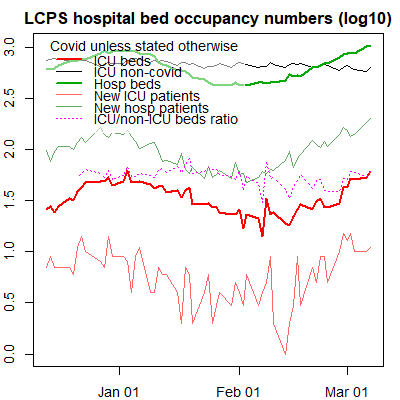 LCPS hospital bed occupancy numbers (log10)
Covid unless stated otherwise
ICU beds
ICU non-covid
Hosp beds
New ICU patients
New hosp patients
ICU/non-ICU beds ratio
3.0
2.5
2.0
1.5
1.0
0.5
0.0
Jan 01 Feb 01 Mar 01